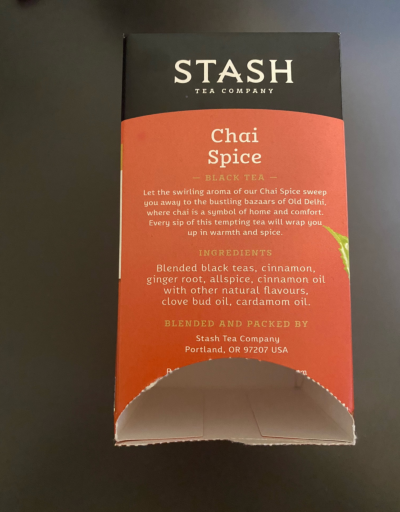 STASH
TEA COMPANY
Chai
Spice
— BLACK TEA —
Let the swirling aroma of our Chai Spice sweep
you away to the bustling bazaars of Old Delhi,
where chai is a symbol of home and comfort.
Every sip of this tempting tea will wrap you
up in warmth and spice.
INGREDIENTS
Blended black teas, cinnamon,
ginger root, allspice, cinnamon oil
with other natural flavours,
clove bud oil, cardamom oil.
BLENDED AND PACKED BY
Stash Tea Company
Portland, OR 97207 USA